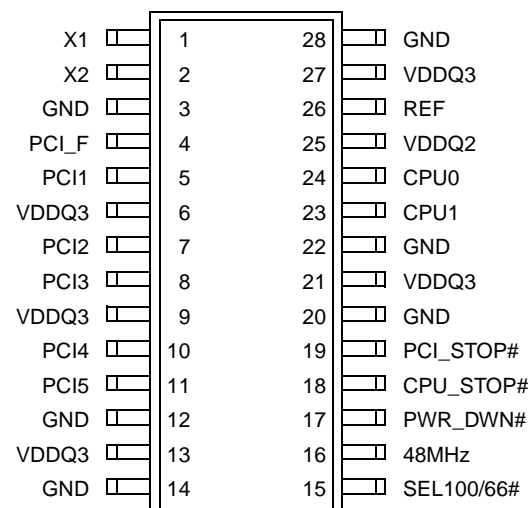 X1 1 28 GND
X2 2 27 VDDQ3
GND 3 26 REF
PCI_F 4 25 VDDQ2
PCI1 5 24 CPU0
VDDQ3 6 23 CPU1
PCI2 7 22 GND
PCI3 8 21 VDDQ3
VDDQ3 9 20 GND
PCI4 10 19 PCI_STOP#
PCI5 11 18 CPU_STOP#
GND 12 17 PWR_DWN#
VDDQ3 13 16 48MHz
GND 14 15 SEL100/66#